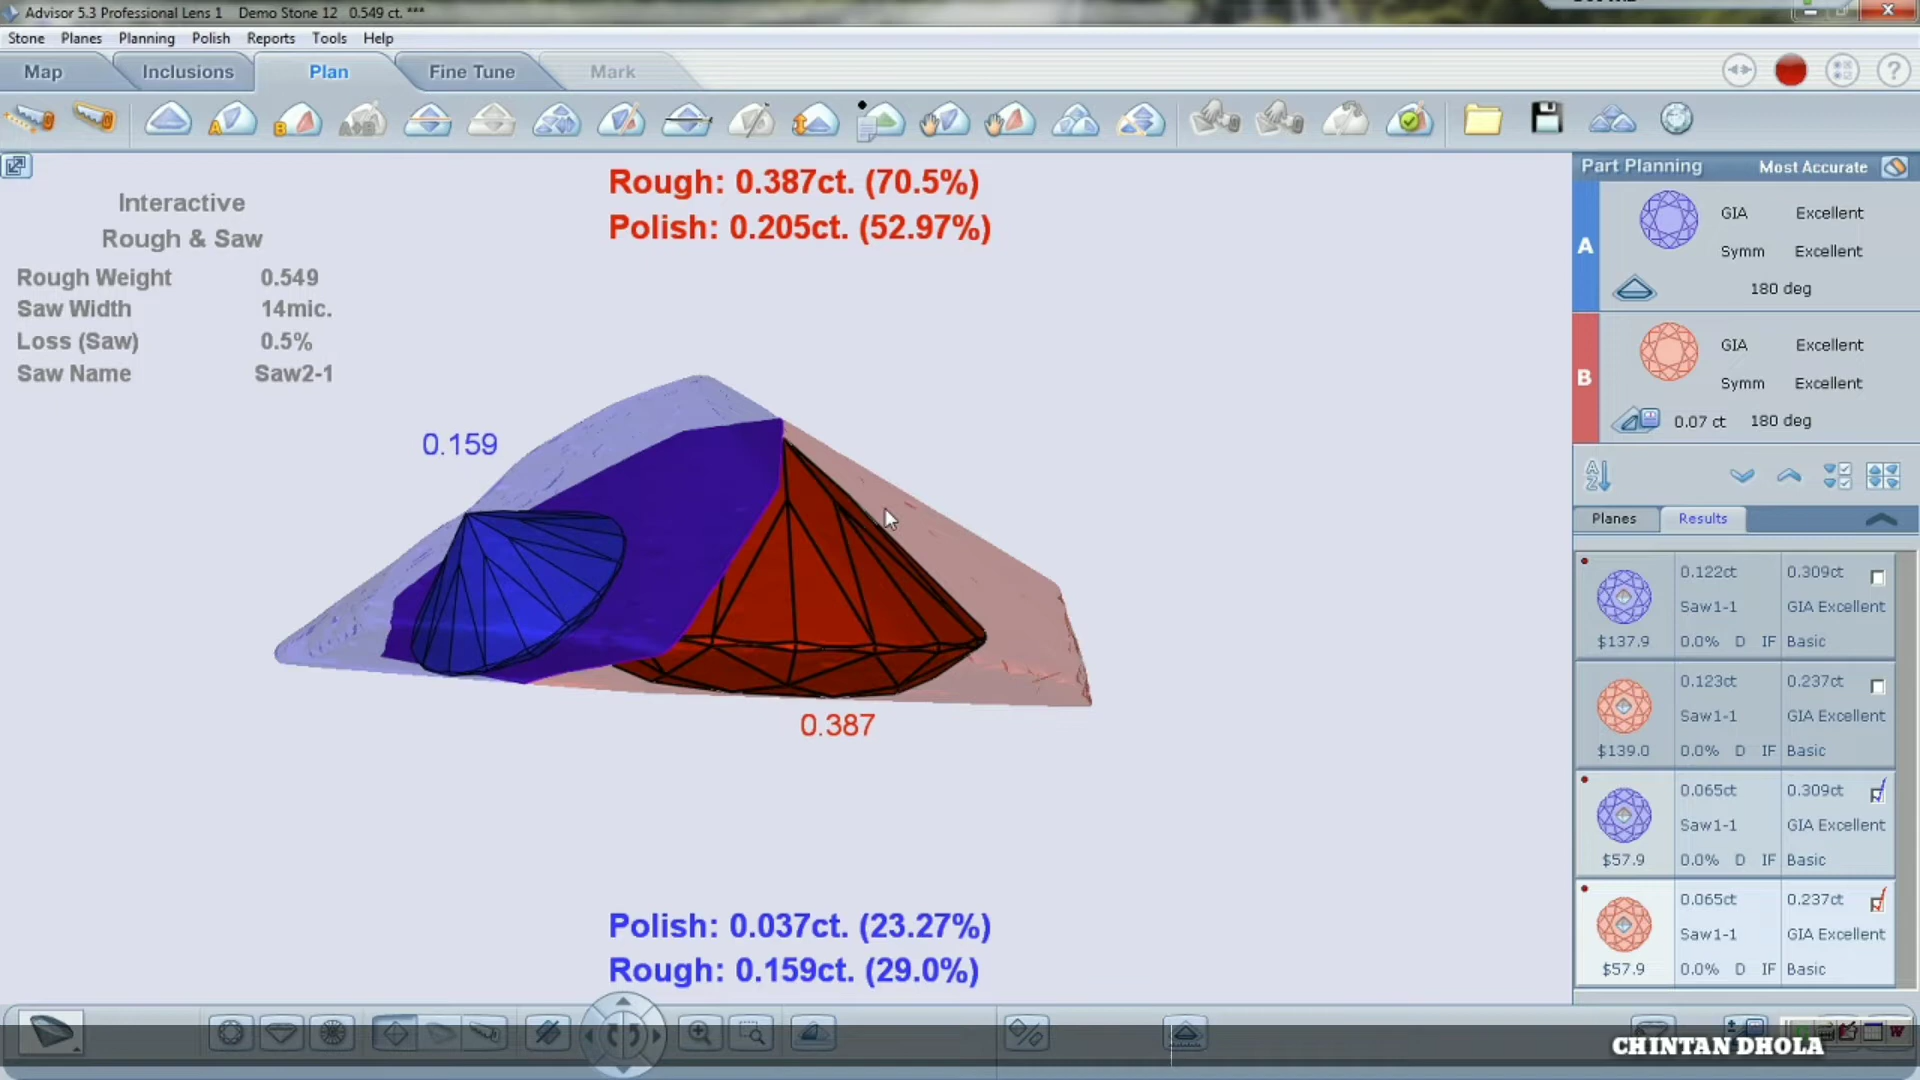 Advisor 5.3 Professional Lens 1 Demo Stone 12 0.549 ct. ***
Stone Planes Planning Polish Reports Tools Help
Map Inclusions Plan Fine Tune Mark
Interactive
Rough & Saw
Rough Weight 0.549
Saw Width 14mic.
Loss (Saw) 0.5%
Saw Name Saw2-1
Rough: 0.387ct. (70.5%)
Polish: 0.205ct. (52.97%)
0.159
0.387
Polish: 0.037ct. (23.27%)
Rough: 0.159ct. (29.0%)
Part Planning Most Accurate
A
GIA Excellent
Symm Excellent
180 deg
B
GIA Excellent
Symm Excellent
0.07 ct 180 deg
Planes Results
0.122ct 0.309ct
Saw1-1 GIA Excellent
$137.9 0.0% D IF Basic
0.123ct 0.237ct
Saw1-1 GIA Excellent
$139.0 0.0% D IF Basic
0.065ct 0.309ct
Saw1-1 GIA Excellent
$57.9 0.0% D IF Basic
0.065ct 0.237ct
Saw1-1 GIA Excellent
$57.9 0.0% D IF Basic
CHINTAN DHOLA